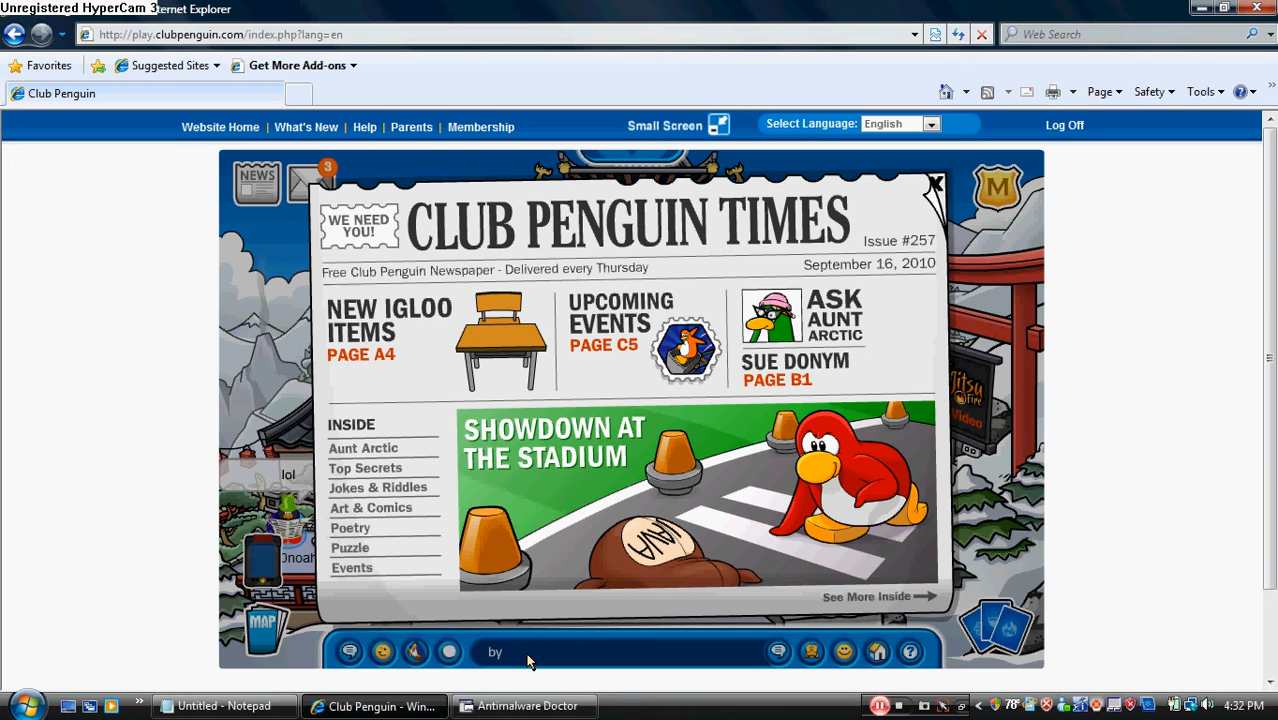 Unregistered HyperCam 3
ternet Explorer
http://play.clubpenguin.com/index.php?lang=en
Web Search
Favorites
Suggested Sites
Get More Add-ons
Club Penguin
Page
Safety
Tools
Website Home | What's New | Help | Parents | Membership
Small Screen
Select Language: English
Log Off
NEWS
3
M
WE NEED
YOU!
CLUB PENGUIN TIMES
Issue #257
Free Club Penguin Newspaper - Delivered every Thursday
September 16, 2010
NEW IGLOO
ITEMS
PAGE A4
UPCOMING
EVENTS
PAGE C5
ASK
AUNT
ARCTIC
SUE DONYM
PAGE B1
INSIDE
Aunt Arctic
Top Secrets
Jokes & Riddles
Art & Comics
Poetry
Puzzle
Events
SHOWDOWN AT
THE STADIUM
JAVA
See More Inside
Jitsu
Fire
Video
lol
MAP
by
Untitled - Notepad
Club Penguin - Win...
Antimalware Doctor
78°
4:32 PM